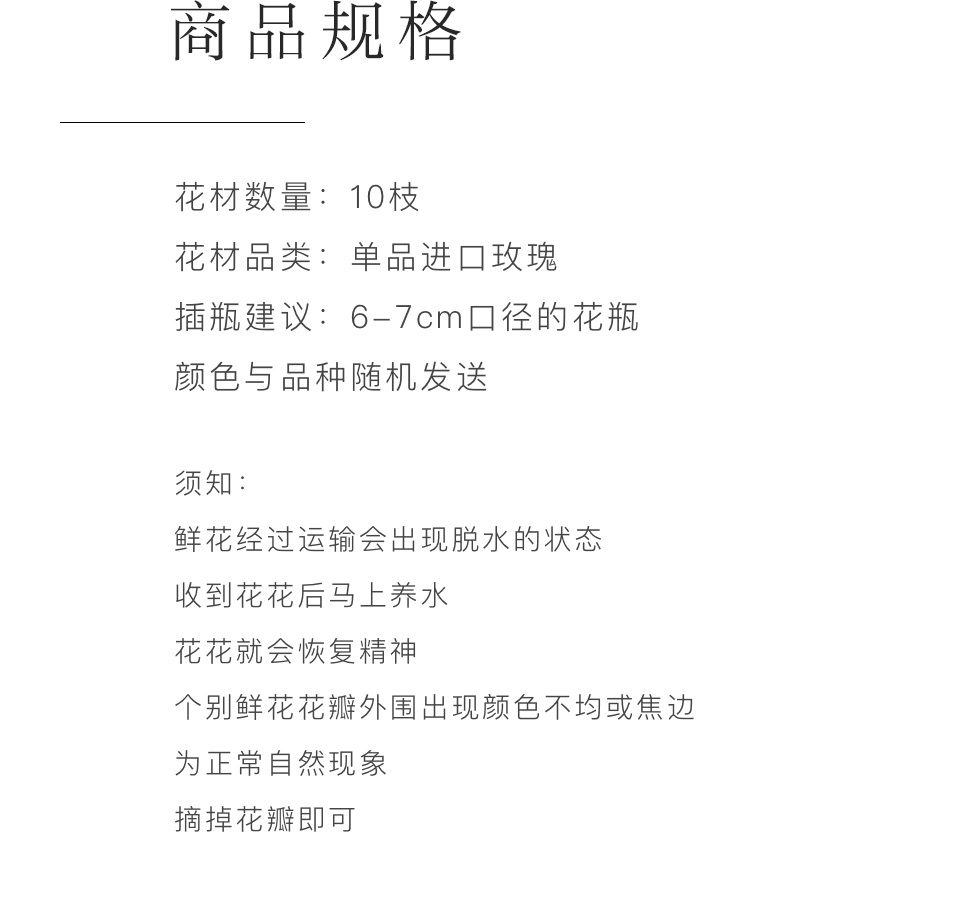 商品规格
花材数量：10枝
花材品类：单品进口玫瑰
插瓶建议：6-7cm口径的花瓶
颜色与品种随机发送
须知：
鲜花经过运输会出现脱水的状态
收到花花后马上养水
花花就会恢复精神
个别鲜花花瓣外围出现颜色不均或焦边
为正常自然现象
摘掉花瓣即可